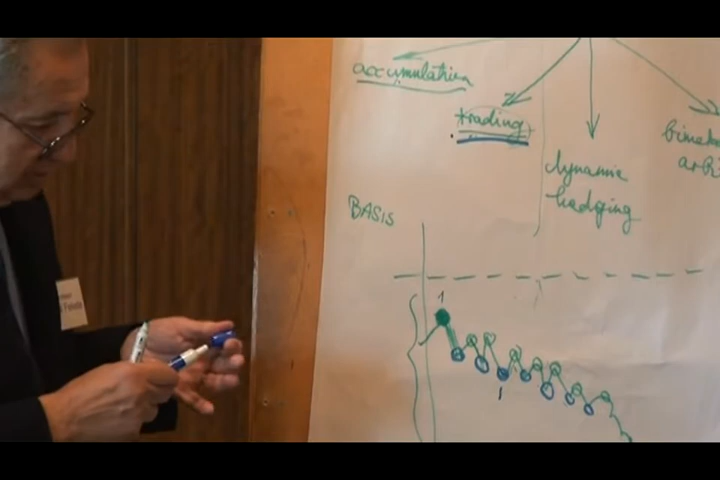 accumulation
trading
dynamic
hedging
BASIS
1
1